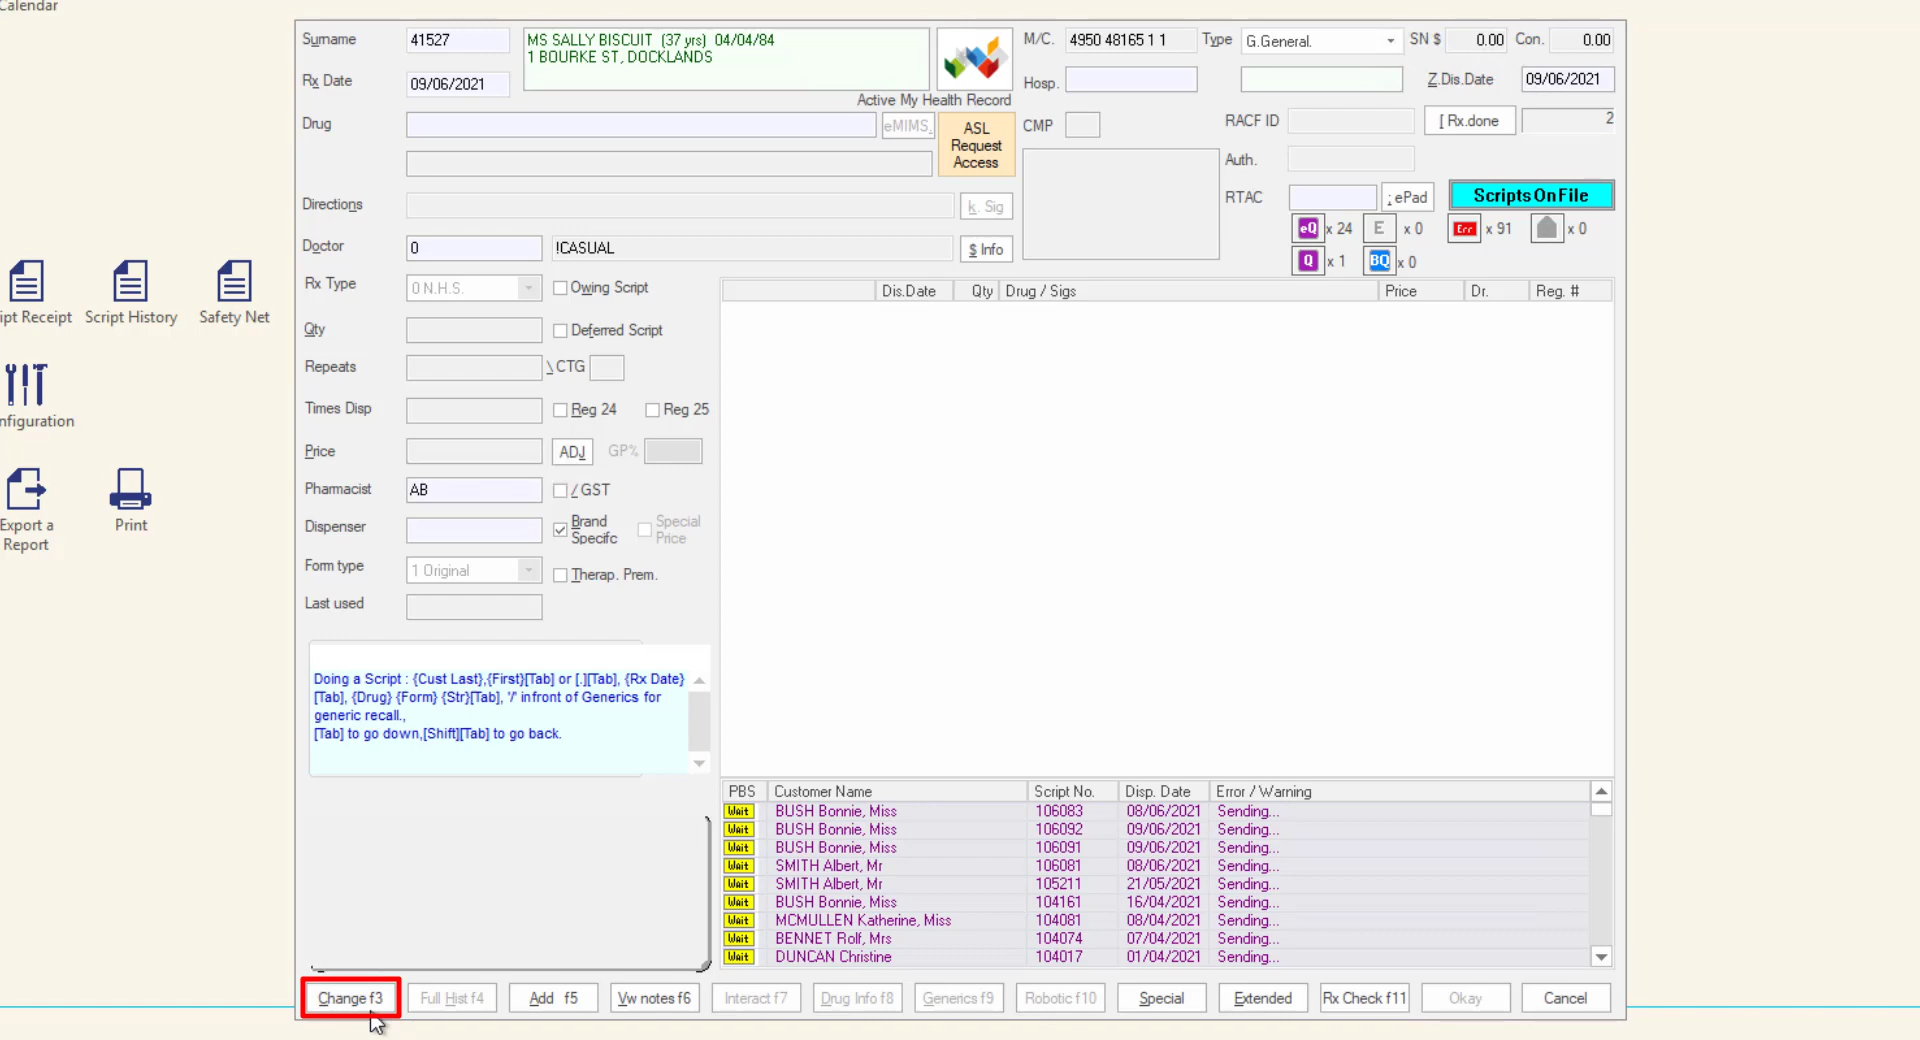 Calendar
Surname 41527 MS SALLY BISCUIT (37 yrs) 04/04/84
1 BOURKE ST, DOCKLANDS
M/C. 4950 48165 1 1 Type G.General. SN $ 0.00 Con. 0.00
Rx Date 09/06/2021 Hosp. Z.Dis.Date 09/06/2021
Active My Health Record
Drug eMIMS. ASL Request Access CMP RACF ID [ Rx.done 2
Auth.
Directions k. Sig RTAC ; ePad Scripts On File
eQ x 24 E x 0 Err x 91 x 0
Doctor 0 !CASUAL $ Info Q x 1 BQ x 0
Rx Type 0 N.H.S. Owing Script
Dis.Date Qty Drug / Sigs Price Dr. Reg. #
Qty Deferred Script
Repeats \ CTG
Times Disp Reg 24 Reg 25
Price ADJ GP%
Pharmacist AB / GST
Dispenser Brand Specifc Special Price
Form type 1 Original Therap. Prem.
Last used
ipt Receipt Script History Safety Net
nfiguration
Export a Report Print
Doing a Script : {Cust Last},{First}[Tab] or [.][Tab], {Rx Date}
[Tab], {Drug} {Form} {Str}[Tab], '/' infront of Generics for
generic recall.,
[Tab] to go down,[Shift][Tab] to go back.
PBS Customer Name Script No. Disp. Date Error / Warning
Wait BUSH Bonnie, Miss 106083 08/06/2021 Sending...
Wait BUSH Bonnie, Miss 106092 09/06/2021 Sending...
Wait BUSH Bonnie, Miss 106091 09/06/2021 Sending...
Wait SMITH Albert, Mr 106081 08/06/2021 Sending...
Wait SMITH Albert, Mr 105211 21/05/2021 Sending...
Wait BUSH Bonnie, Miss 104161 16/04/2021 Sending...
Wait MCMULLEN Katherine, Miss 104081 08/04/2021 Sending...
Wait BENNET Rolf, Mrs 104074 07/04/2021 Sending...
Wait DUNCAN Christine 104017 01/04/2021 Sending...
Change f3 Full Hist f4 Add f5 Vw notes f6 Interact f7 Drug Info f8 Generics f9 Robotic f10 Special Extended Rx Check f11 Okay Cancel